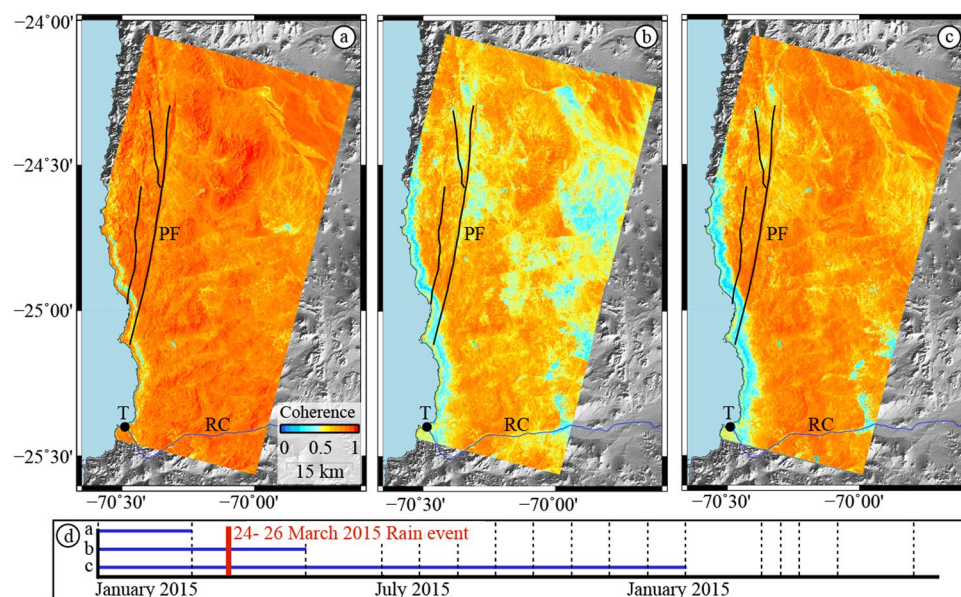 −24°00'
−24°30'
−25°00'
−25°30'
a
PF
T
RC
Coherence
0 0.5 1
15 km
−70°30' −70°00'
b
PF
T
RC
−70°30' −70°00'
c
PF
T
RC
−70°30' −70°00'
d
a
24- 26 March 2015 Rain event
b
c
January 2015 July 2015 January 2015